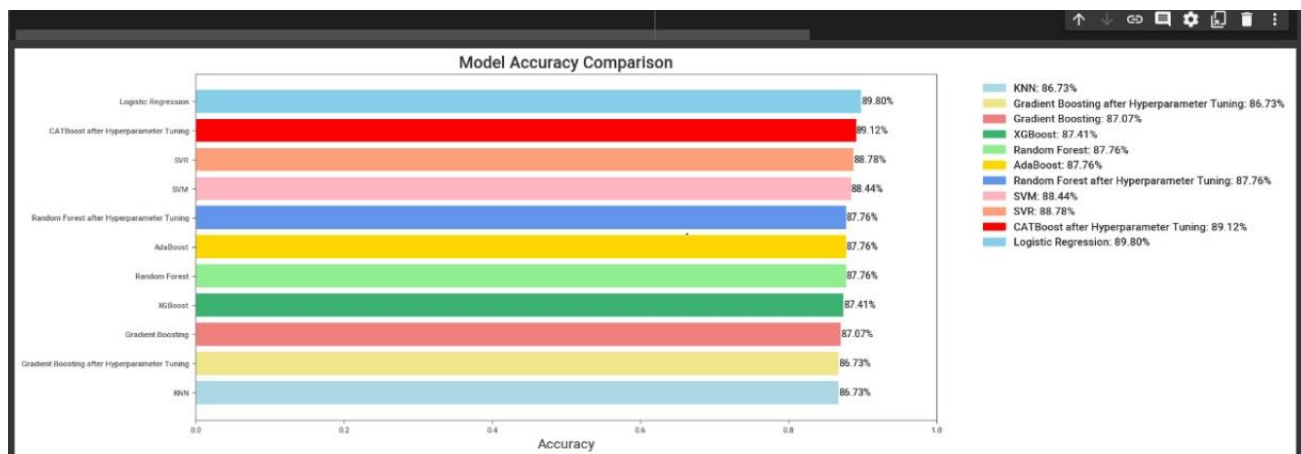 Model Accuracy Comparison
Logistic Regression
89.80%
CATBoost after Hyperparameter Tuning
89.12%
SVR
88.78%
SVM
88.44%
Random Forest after Hyperparameter Tuning
87.76%
AdaBoost
87.76%
Random Forest
87.76%
XGBoost
87.41%
Gradient Boosting
87.07%
Gradient Boosting after Hyperparameter Tuning
86.73%
KNN
86.73%
0.0 0.2 0.4 0.6 0.8 1.0
Accuracy
KNN: 86.73%
Gradient Boosting after Hyperparameter Tuning: 86.73%
Gradient Boosting: 87.07%
XGBoost: 87.41%
Random Forest: 87.76%
AdaBoost: 87.76%
Random Forest after Hyperparameter Tuning: 87.76%
SVM: 88.44%
SVR: 88.78%
CATBoost after Hyperparameter Tuning: 89.12%
Logistic Regression: 89.80%